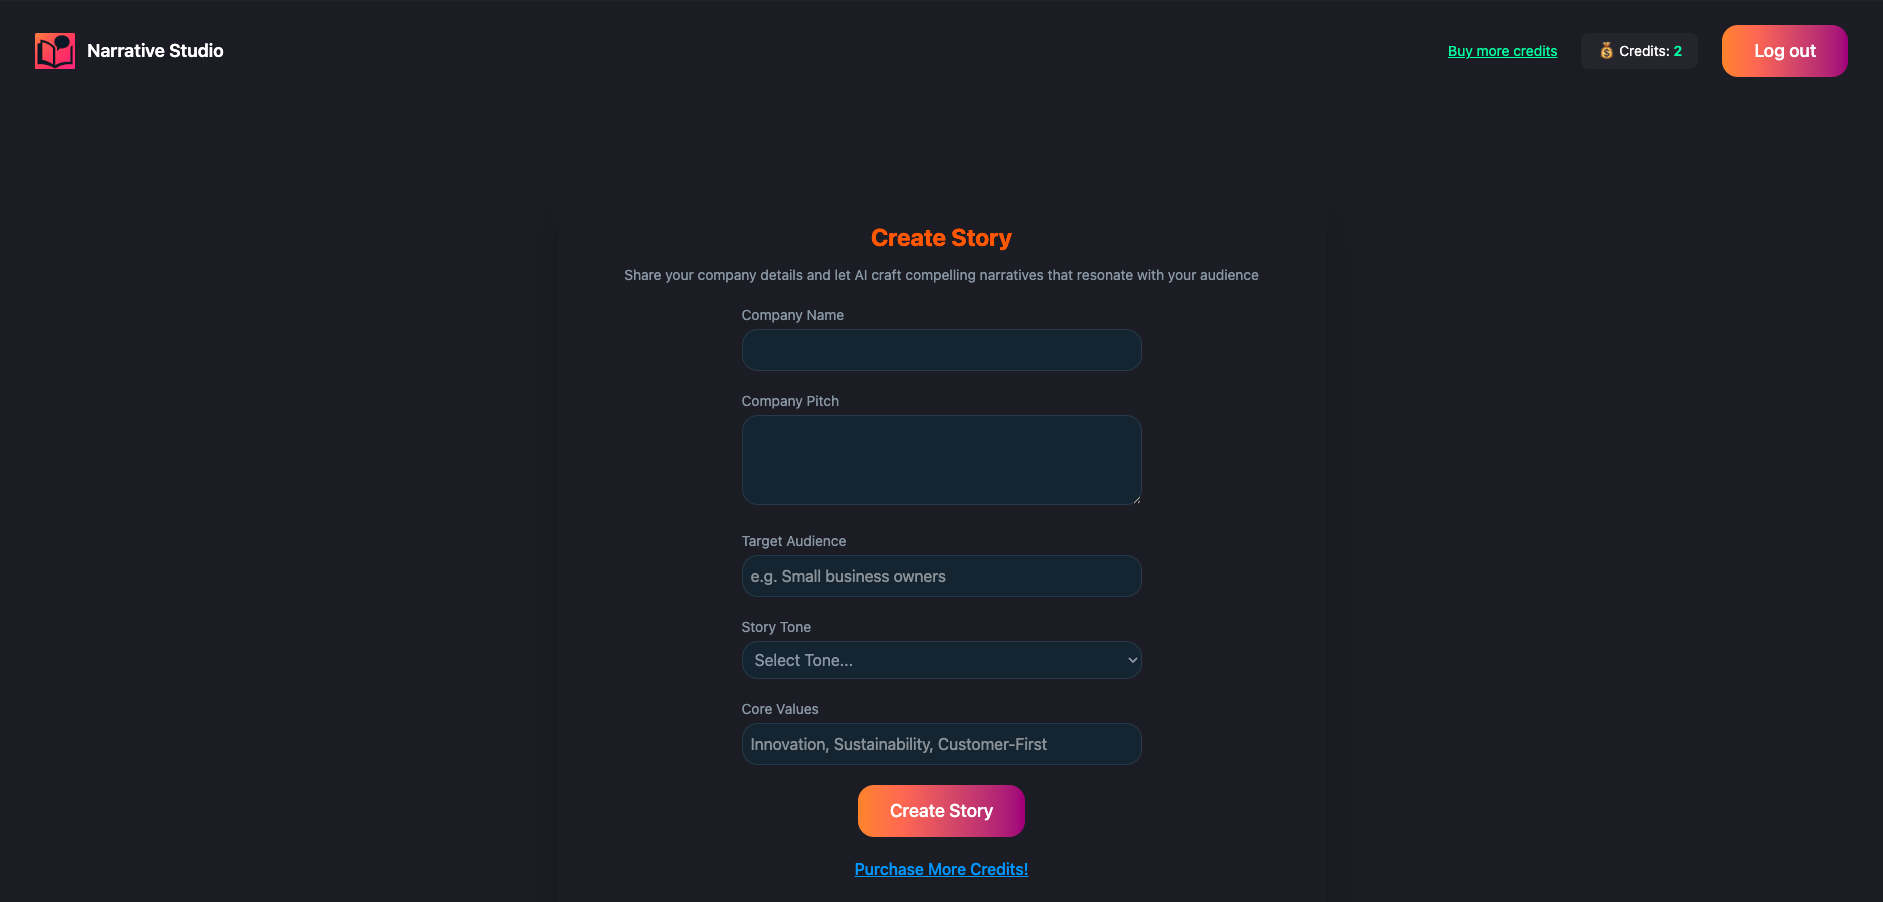 Narrative Studio
Buy more credits
💰 Credits: 2
Log out
Create Story
Share your company details and let AI craft compelling narratives that resonate with your audience
Company Name
Company Pitch
Target Audience
e.g. Small business owners
Story Tone
Select Tone...
Core Values
Innovation, Sustainability, Customer-First
Create Story
Purchase More Credits!